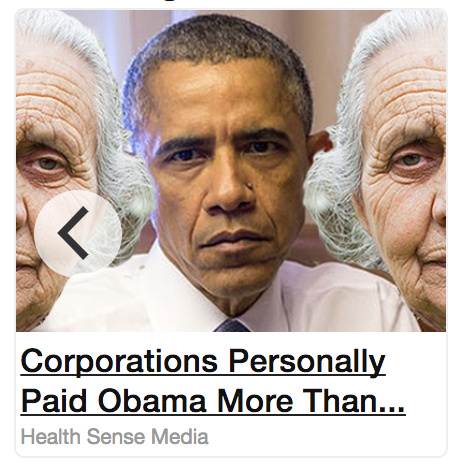 Corporations Personally
Paid Obama More Than...
Health Sense Media